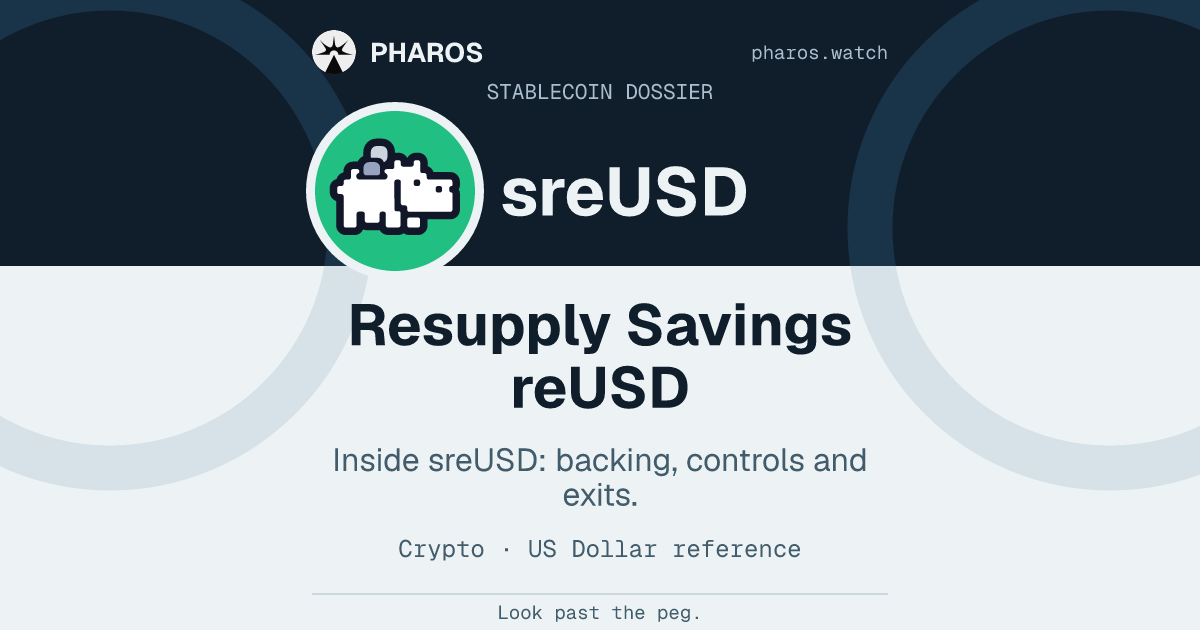 PHAROS
pharos.watch
STABLECOIN DOSSIER
sreUSD
Resupply Savings
reUSD
Inside sreUSD: backing, controls and
exits.
Crypto · US Dollar reference
Look past the peg.